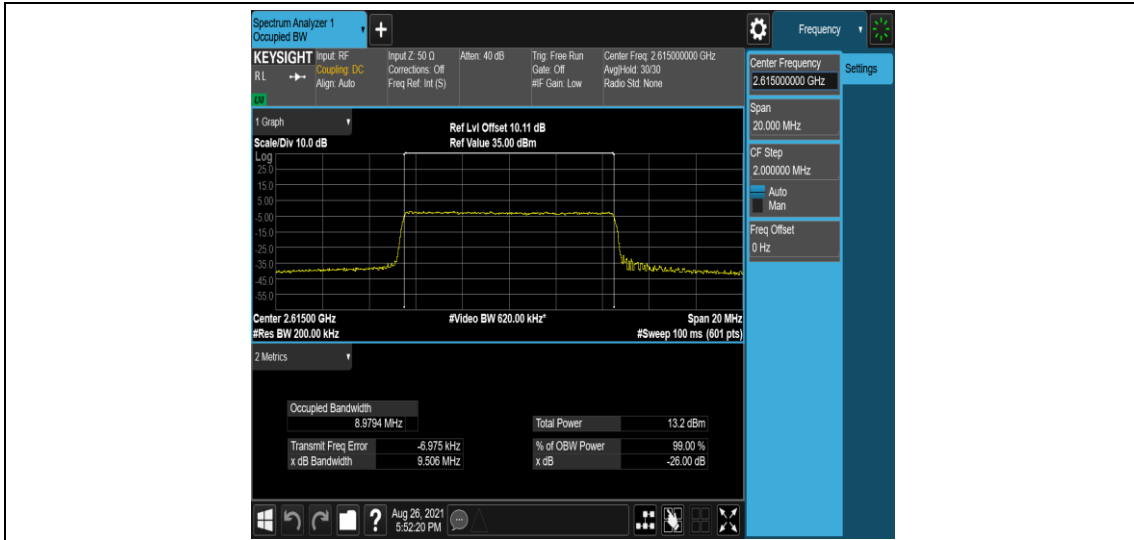 Spectrum Analyzer 1
Occupied BW
+
Frequency
KEYSIGHT
Input: RF
Coupling: DC
Align: Auto
Input Z: 50 Ω
Corrections: Off
Freq Ref: Int (S)
Atten: 40 dB
Trig: Free Run
Gate: Off
#IF Gain: Low
Center Freq: 2.615000000 GHz
Avg|Hold: 30/30
Radio Std: None
RL
Center Frequency
2.615000000 GHz
Settings
Span
20.000 MHz
CF Step
2.000000 MHz
Auto
Man
Freq Offset
0 Hz
1 Graph
Scale/Div 10.0 dB
Ref Lvl Offset 10.11 dB
Ref Value 35.00 dBm
Log
25.0
15.0
5.00
-5.00
-15.0
-25.0
-35.0
-45.0
-55.0
Center 2.61500 GHz
#Video BW 620.00 kHz*
Span 20 MHz
#Res BW 200.00 kHz
#Sweep 100 ms (601 pts)
2 Metrics
Occupied Bandwidth
8.9794 MHz
Total Power 13.2 dBm
Transmit Freq Error -6.975 kHz
% of OBW Power 99.00 %
x dB Bandwidth 9.506 MHz
x dB -26.00 dB
?
Aug 26, 2021
5:52:20 PM